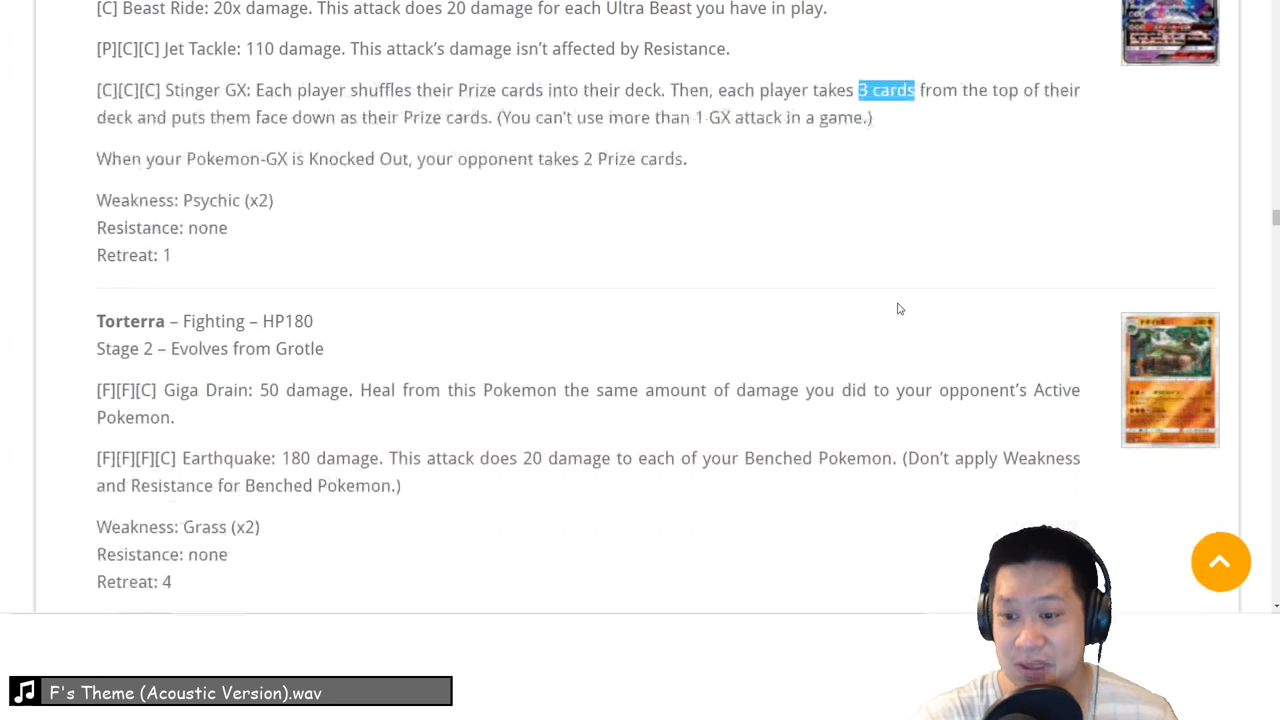 [C] Beast Ride: 20x damage. This attack does 20 damage for each Ultra Beast you have in play.
[P][C][C] Jet Tackle: 110 damage. This attack’s damage isn’t affected by Resistance.
[C][C][C] Stinger GX: Each player shuffles their Prize cards into their deck. Then, each player takes 3 cards from the top of their
deck and puts them face down as their Prize cards. (You can’t use more than 1 GX attack in a game.)
When your Pokemon-GX is Knocked Out, your opponent takes 2 Prize cards.
Weakness: Psychic (x2)
Resistance: none
Retreat: 1
Torterra – Fighting – HP180
Stage 2 – Evolves from Grotle
[F][F][C] Giga Drain: 50 damage. Heal from this Pokemon the same amount of damage you did to your opponent’s Active
Pokemon.
[F][F][F][C] Earthquake: 180 damage. This attack does 20 damage to each of your Benched Pokemon. (Don’t apply Weakness
and Resistance for Benched Pokemon.)
Weakness: Grass (x2)
Resistance: none
Retreat: 4
F's Theme (Acoustic Version).wav